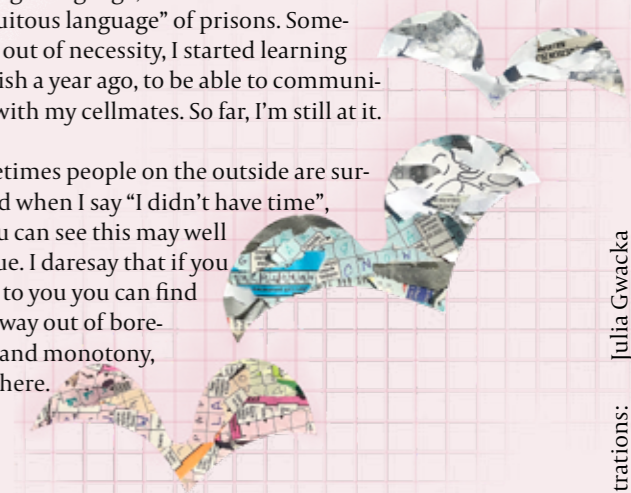 uitous language” of prisons. Some-
out of necessity, I started learning
ish a year ago, to be able to communi-
with my cellmates. So far, I’m still at it.
etimes people on the outside are sur-
d when I say “I didn’t have time”,
u can see this may well
ue. I daresay that if you
to you you can find
way out of bore-
and monotony,
here.
trations:
Julia Gwacka